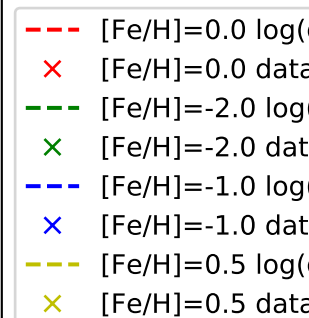 [Fe/H]=0.0 log(
[Fe/H]=0.0 data
[Fe/H]=-2.0 log
[Fe/H]=-2.0 dat
[Fe/H]=-1.0 log
[Fe/H]=-1.0 dat
[Fe/H]=0.5 log(
[Fe/H]=0.5 data